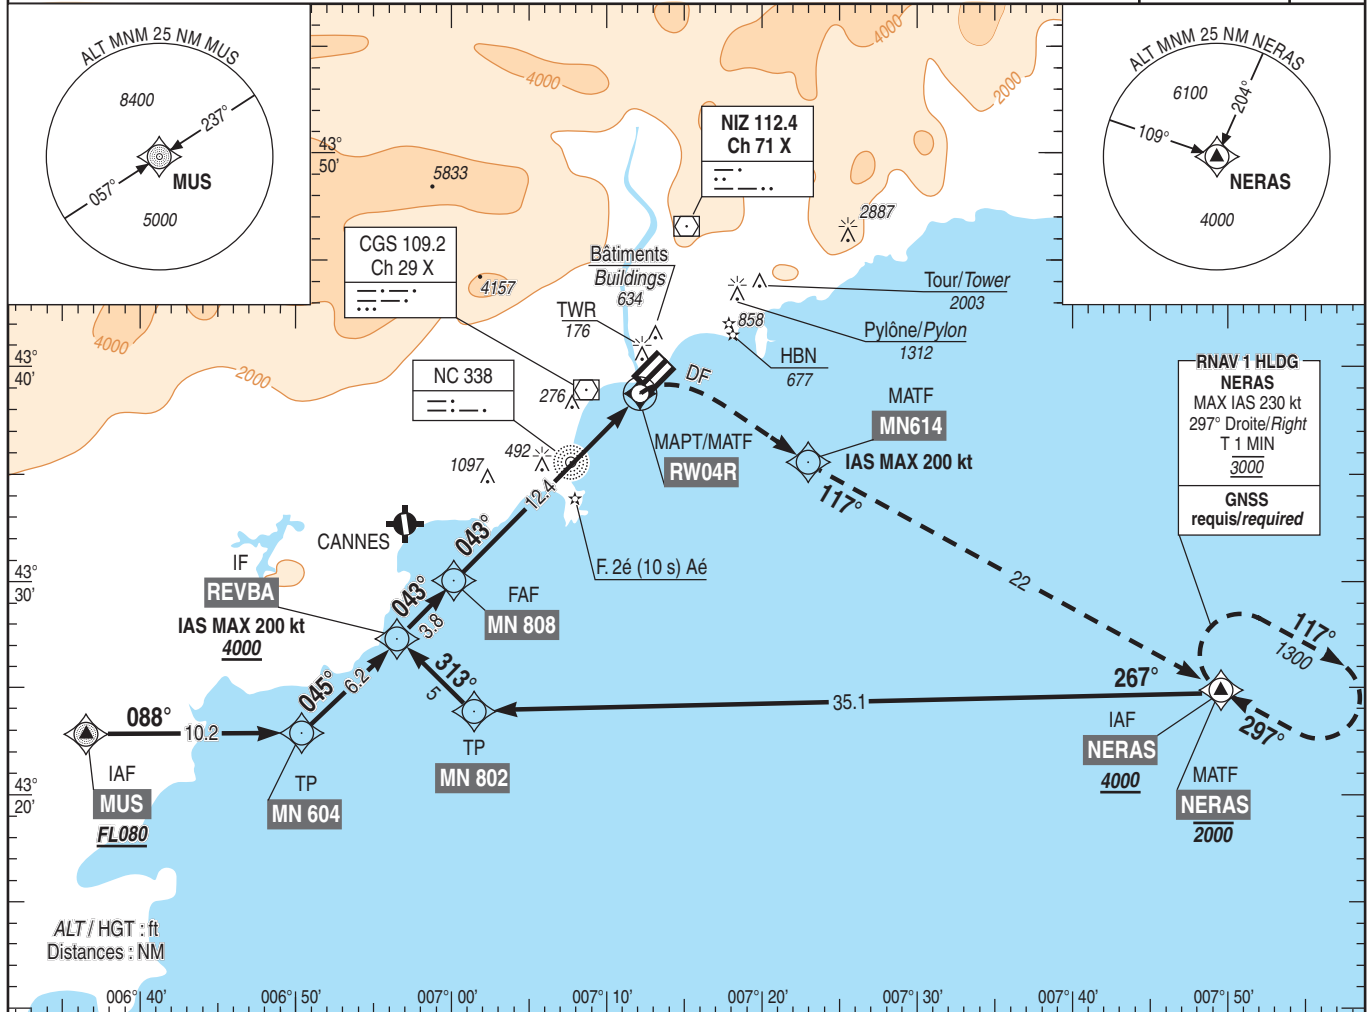 ALT MNM 25 NM MUS
8400
237°
057°
MUS
5000
ALT MNM 25 NM NERAS
6100
204°
109°
NERAS
4000
4000
4000
2000
43°
50'
5833
NIZ 112.4
Ch 71 X
2887
CGS 109.2
Ch 29 X
4157
Bâtiments
Buildings
634
TWR
176
Tour/Tower
2003
858
Pylône/Pylon
1312
HBN
677
4000
2000
43°
40'
NC 338
276
DF
MATF
MN614
IAS MAX 200 kt
RNAV 1 HLDG
NERAS
MAX IAS 230 kt
297° Droite/Right
T 1 MIN
3000
GNSS
requis/required
MAPT/MATF
RW04R
492
1097
12.4
117°
CANNES
043°
F. 2é (10 s) Aé
22
43°
30'
IF
REVBA
IAS MAX 200 kt
4000
043°
3.8
FAF
MN 808
117°
1300
297°
045°
6.2
313°
5
267°
35.1
088°
10.2
IAF
MUS
FL080
TP
MN 604
TP
MN 802
IAF
NERAS
4000
MATF
NERAS
2000
43°
20'
ALT / HGT : ft
Distances : NM
006° 40'
006° 50'
007° 00'
007° 10'
007° 20'
007° 30'
007° 40'
007° 50'